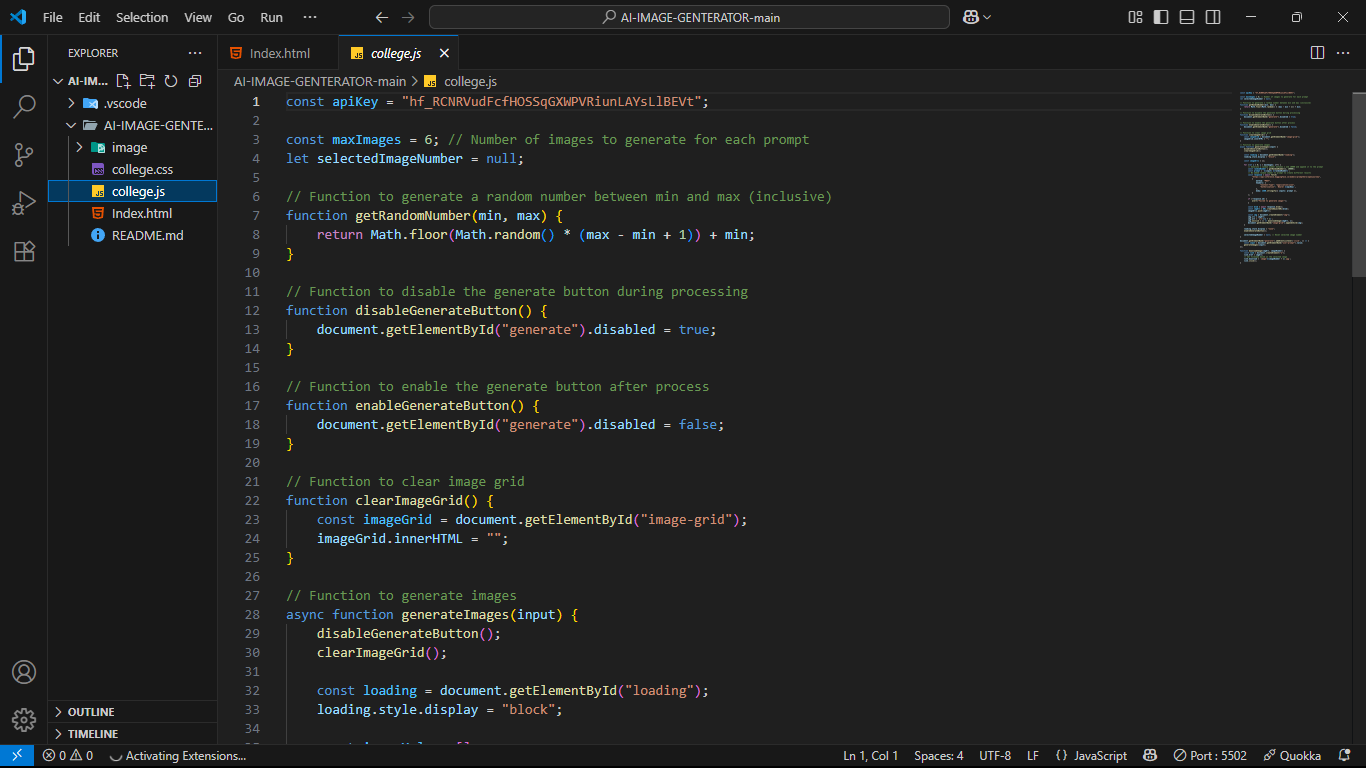 File Edit Selection View Go Run ··· AI-IMAGE-GENTERATOR-main
EXPLORER ···
AI-IM...
.vscode
AI-IMAGE-GENTE...
image
college.css
college.js
Index.html
README.md
OUTLINE
TIMELINE
Index.html college.js
AI-IMAGE-GENTERATOR-main > college.js
1 const apiKey = "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";
2
3 const maxImages = 6; // Number of images to generate for each prompt
4 let selectedImageNumber = null;
5
6 // Function to generate a random number between min and max (inclusive)
7 function getRandomNumber(min, max) {
8     return Math.floor(Math.random() * (max - min + 1)) + min;
9 }
10
11 // Function to disable the generate button during processing
12 function disableGenerateButton() {
13     document.getElementById("generate").disabled = true;
14 }
15
16 // Function to enable the generate button after process
17 function enableGenerateButton() {
18     document.getElementById("generate").disabled = false;
19 }
20
21 // Function to clear image grid
22 function clearImageGrid() {
23     const imageGrid = document.getElementById("image-grid");
24     imageGrid.innerHTML = "";
25 }
26
27 // Function to generate images
28 async function generateImages(input) {
29     disableGenerateButton();
30     clearImageGrid();
31
32     const loading = document.getElementById("loading");
33     loading.style.display = "block";
34
0 0 Activating Extensions... Ln 1, Col 1 Spaces: 4 UTF-8 LF {} JavaScript Port : 5502 Quokka